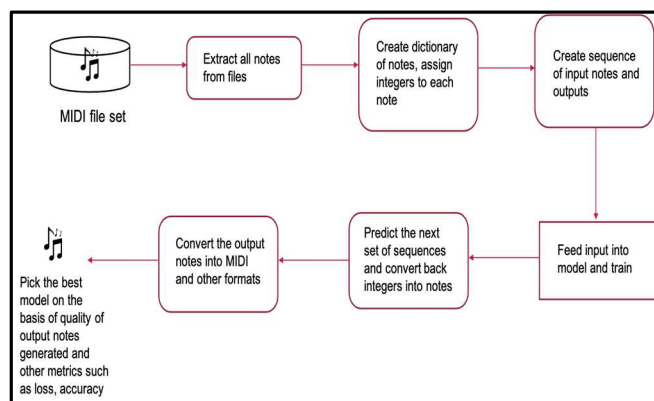 MIDI file set
Extract all notes
from files
Create dictionary
of notes, assign
integers to each
note
Create sequence
of input notes and
outputs
Feed input into
model and train
Predict the next
set of sequences
and convert back
integers into notes
Convert the output
notes into MIDI
and other formats
Pick the best
model on the
basis of quality of
output notes
generated and
other metrics such
as loss, accuracy